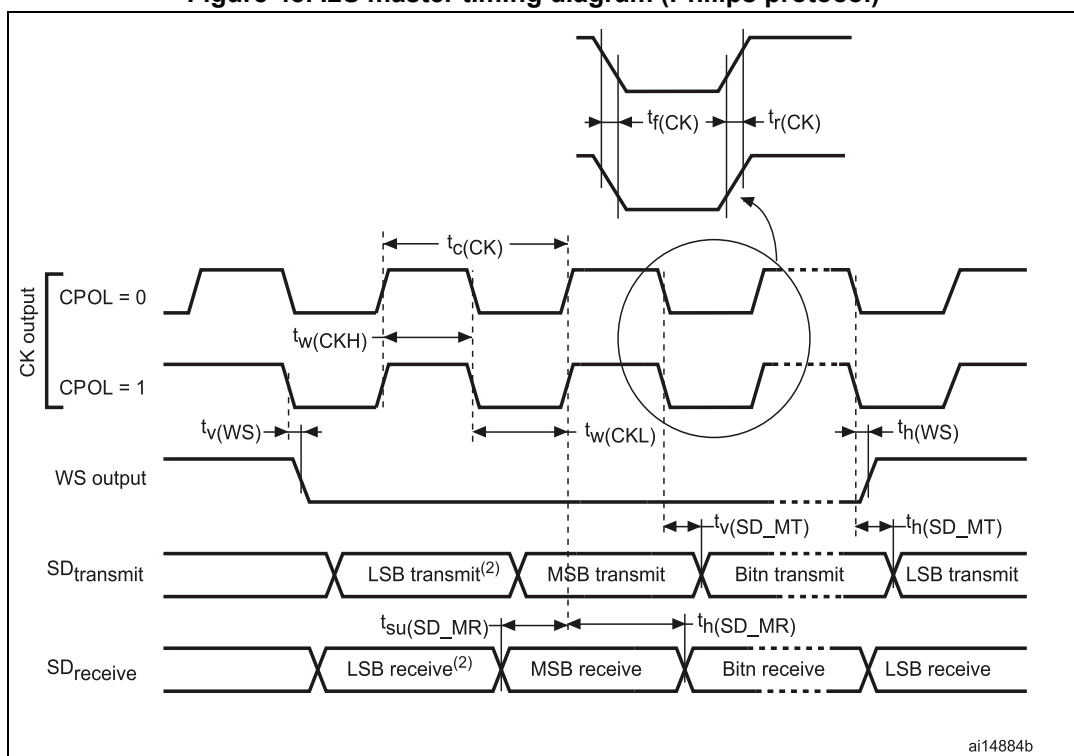 Figure 43. I2S master timing diagram (Philips protocol)
tf(CK)
tr(CK)
tc(CK)
CK output
CPOL = 0
tw(CKH)
CPOL = 1
tv(WS)
tw(CKL)
th(WS)
WS output
tv(SD_MT)
th(SD_MT)
SDtransmit
LSB transmit(2)
MSB transmit
Bitn transmit
LSB transmit
tsu(SD_MR)
th(SD_MR)
SDreceive
LSB receive(2)
MSB receive
Bitn receive
LSB receive
ai14884b